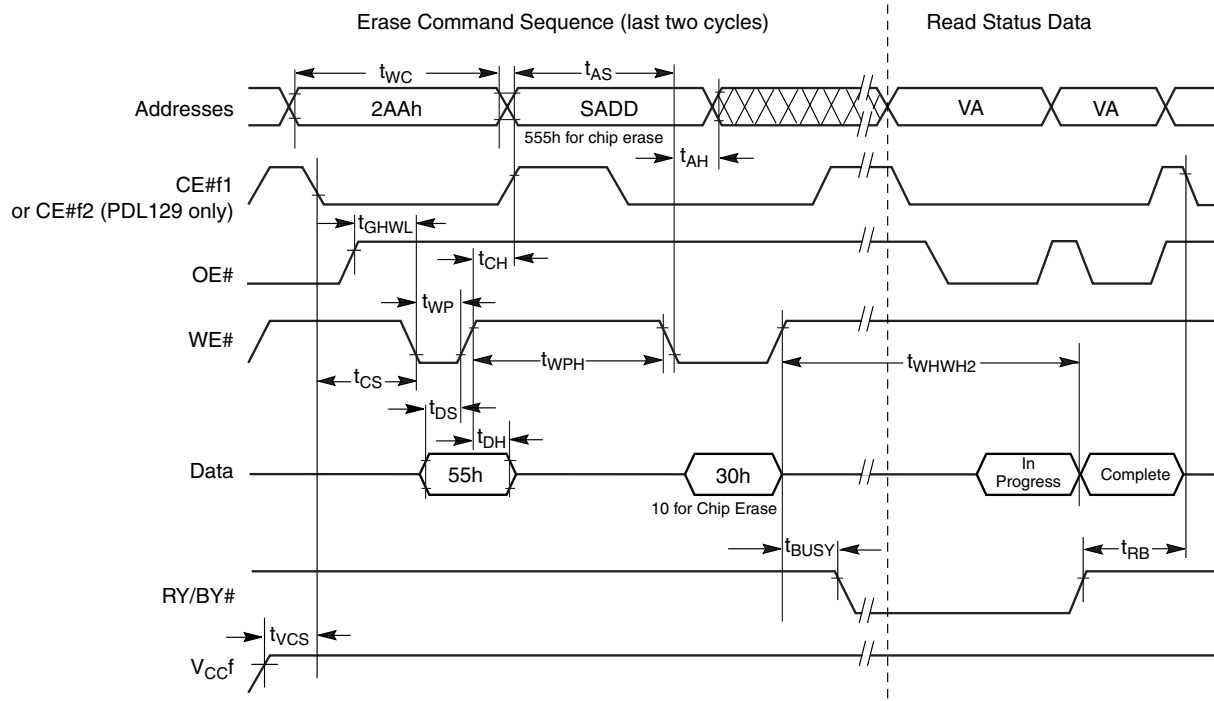 Erase Command Sequence (last two cycles)
Read Status Data
tWC
tAS
Addresses
2AAh
SADD
VA
VA
555h for chip erase
tAH
CE#f1
or CE#f2 (PDL129 only)
tGHWL
tCH
OE#
tWP
WE#
tWPH
tWHWH2
tCS
tDS
tDH
Data
55h
30h
In
Progress
Complete
10 for Chip Erase
tBUSY
tRB
RY/BY#
tVCS
VCCf